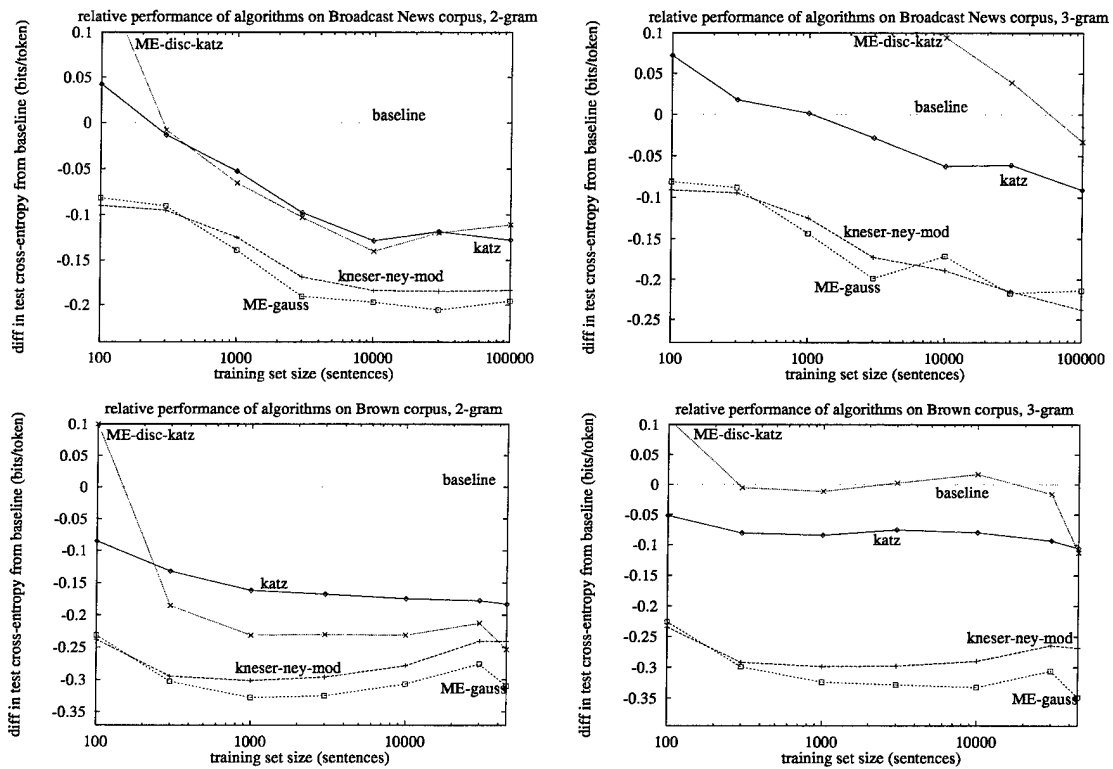 relative performance of algorithms on Broadcast News corpus, 2-gram
diff in test cross-entropy from baseline (bits/token)
0.1
0.05
0
-0.05
-0.1
-0.15
-0.2
ME-disc-katz
baseline
katz
kneser-ney-mod
ME-gauss
100
1000
10000
100000
training set size (sentences)
relative performance of algorithms on Broadcast News corpus, 3-gram
diff in test cross-entropy from baseline (bits/token)
0.1
0.05
0
-0.05
-0.1
-0.15
-0.2
-0.25
ME-disc-katz
baseline
katz
kneser-ney-mod
ME-gauss
100
1000
10000
100000
training set size (sentences)
relative performance of algorithms on Brown corpus, 2-gram
diff in test cross-entropy from baseline (bits/token)
0.1
0.05
0
-0.05
-0.1
-0.15
-0.2
-0.25
-0.3
-0.35
ME-disc-katz
baseline
katz
kneser-ney-mod
ME-gauss
100
1000
10000
training set size (sentences)
relative performance of algorithms on Brown corpus, 3-gram
diff in test cross-entropy from baseline (bits/token)
0.1
0.05
0
-0.05
-0.1
-0.15
-0.2
-0.25
-0.3
-0.35
ME-disc-katz
baseline
katz
kneser-ney-mod
ME-gauss
100
1000
10000
training set size (sentences)